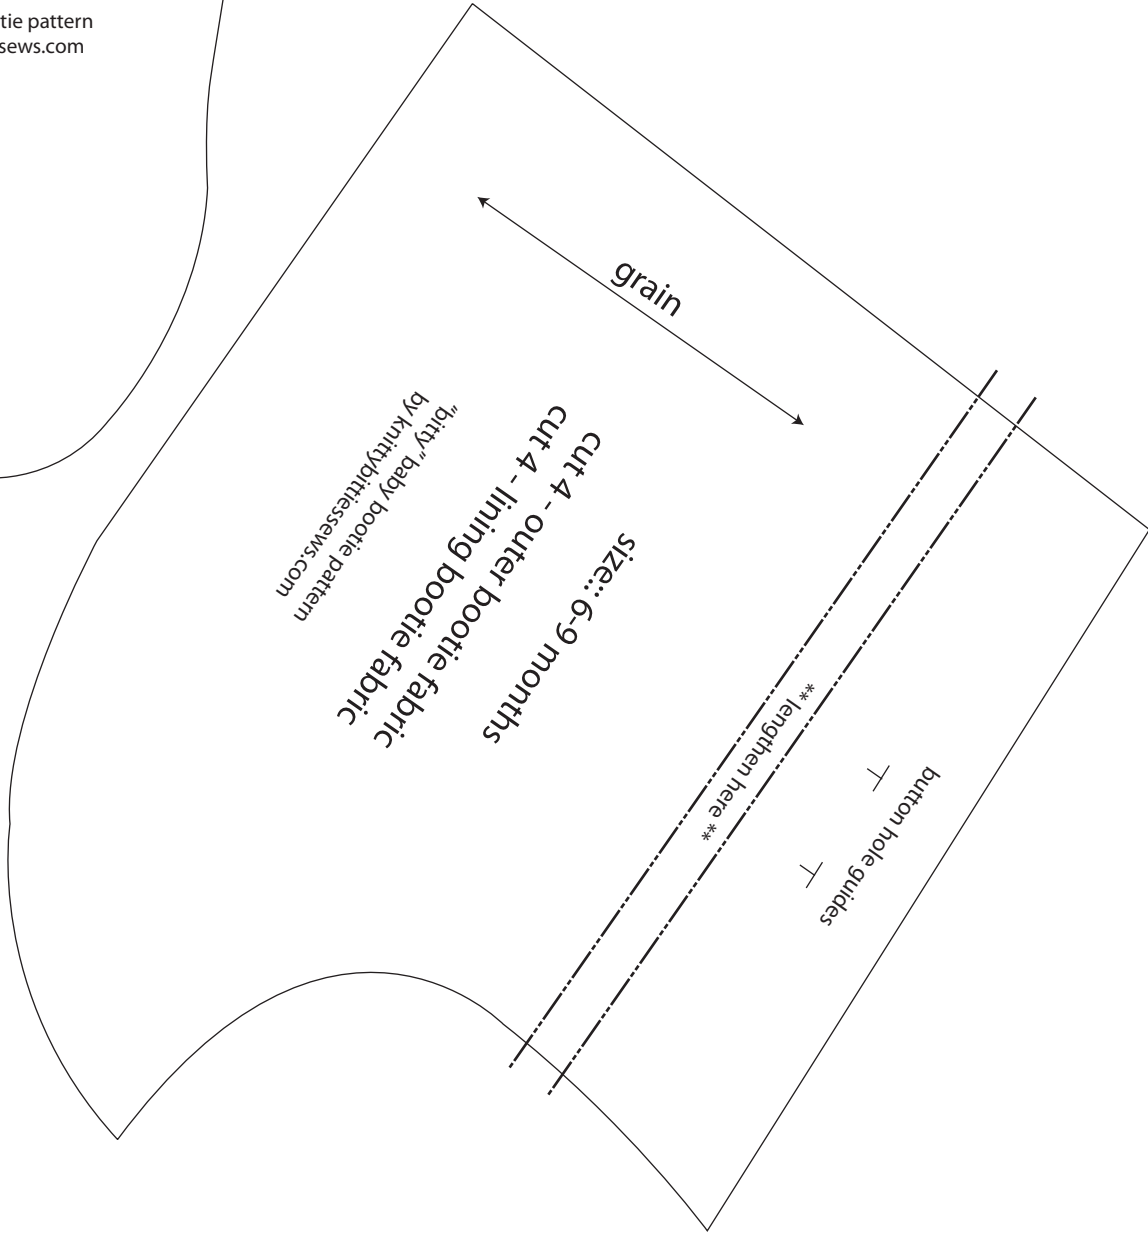 tie pattern
sews.com
grain
size:: 6-9 months
cut 4 - outer bootie fabric
cut 4 - lining bootie fabric
"bitty" baby bootie pattern
by knittybittiessews.com
** lengthen here **
button hole guides